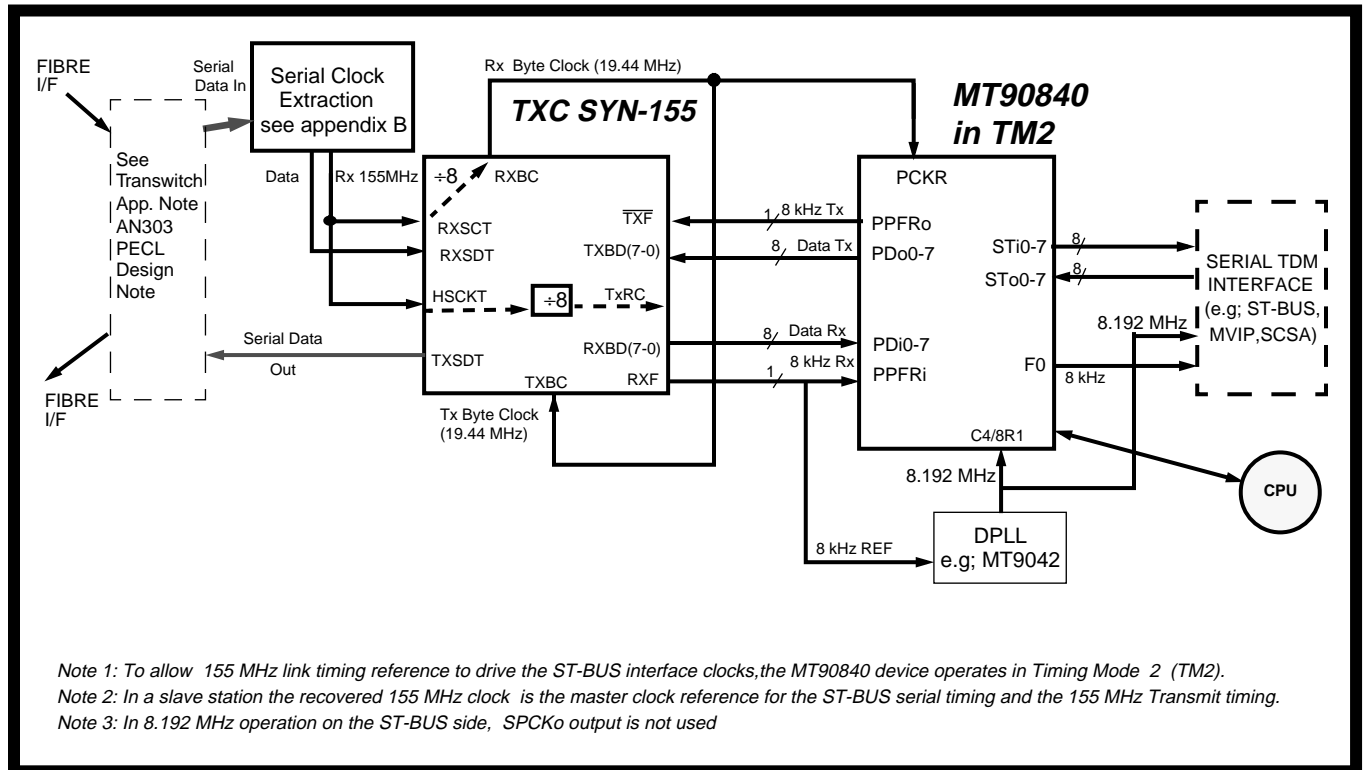 FIBRE
I/F
Serial
Data In
Serial Clock
Extraction
see appendix B
Rx Byte Clock (19.44 MHz)
TXC SYN-155
MT90840
in TM2
See
Transwitch
App. Note
AN303
PECL
Design
Note
Data
Rx 155MHz
÷8
RXBC
RXSCT
RXSDT
HSCKT
÷8
TxRC
TXSDT
TXBC
TXF
TXBD(7-0)
RXBD(7-0)
RXF
1
8 kHz Tx
8
Data Tx
8
Data Rx
1
8 kHz Rx
PCKR
PPFRo
PDo0-7
PDi0-7
PPFRi
STi0-7
STo0-7
F0
C4/8R1
8
8
8.192 MHz
8 kHz
SERIAL TDM
INTERFACE
(e.g; ST-BUS,
MVIP,SCSA)
Serial Data
Out
FIBRE
I/F
Tx Byte Clock
(19.44 MHz)
8.192 MHz
CPU
8 kHz REF
DPLL
e.g; MT9042
Note 1: To allow 155 MHz link timing reference to drive the ST-BUS interface clocks,the MT90840 device operates in Timing Mode 2 (TM2).
Note 2: In a slave station the recovered 155 MHz clock is the master clock reference for the ST-BUS serial timing and the 155 MHz Transmit timing.
Note 3: In 8.192 MHz operation on the ST-BUS side, SPCKo output is not used